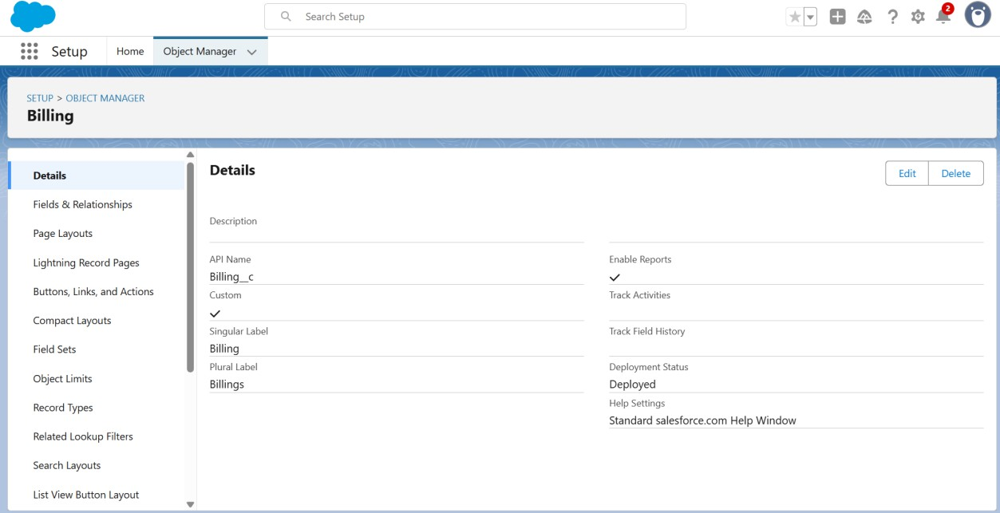 Search Setup
2
Setup
Home
Object Manager
SETUP > OBJECT MANAGER
Billing
Details
Fields & Relationships
Page Layouts
Lightning Record Pages
Buttons, Links, and Actions
Compact Layouts
Field Sets
Object Limits
Record Types
Related Lookup Filters
Search Layouts
List View Button Layout
Details
Edit
Delete
Description
API Name
Billing__c
Custom
Singular Label
Billing
Plural Label
Billings
Enable Reports
Track Activities
Track Field History
Deployment Status
Deployed
Help Settings
Standard salesforce.com Help Window